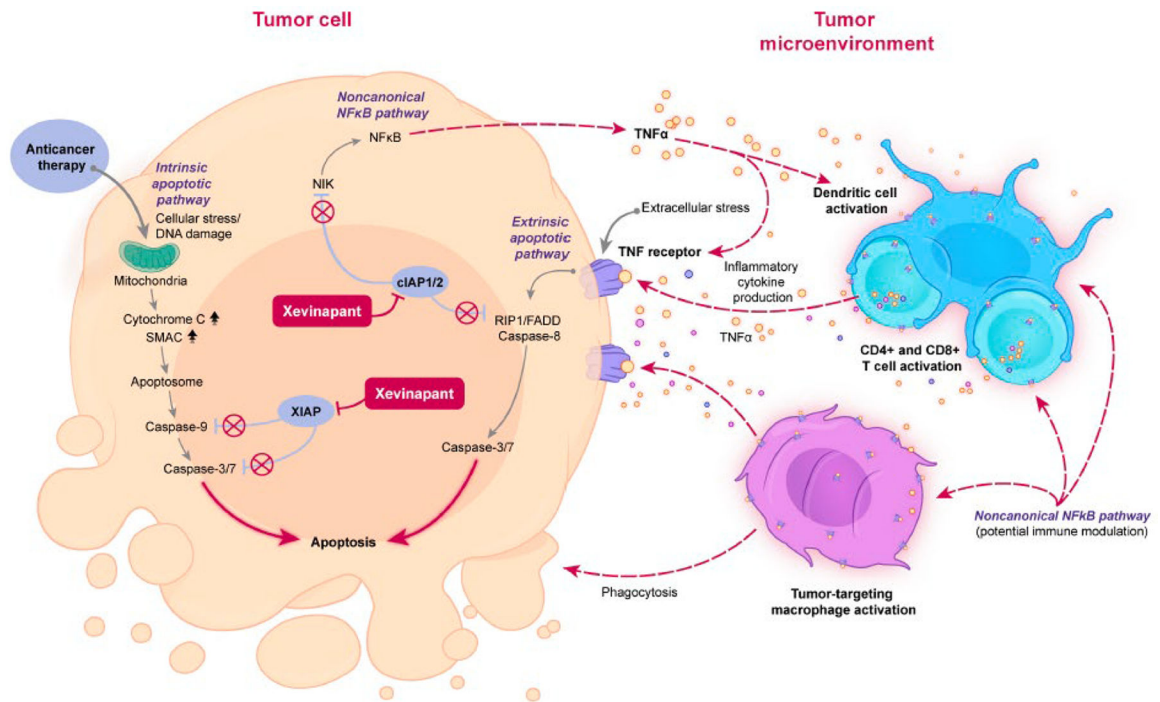 Tumor cell
Tumor
microenvironment
Anticancer
therapy
Intrinsic
apoptotic
pathway
Cellular stress/
DNA damage
Mitochondria
Cytochrome C
SMAC
Apoptosome
Caspase-9
Caspase-3/7
Noncanonical
NFκB pathway
NFκB
NIK
cIAP1/2
Xevinapant
XIAP
Xevinapant
Extrinsic
apoptotic
pathway
RIP1/FADD
Caspase-8
Caspase-3/7
Apoptosis
TNFα
Extracellular stress
TNF receptor
Dendritic cell
activation
Inflammatory
cytokine
production
TNFα
CD4+ and CD8+
T cell activation
Noncanonical NFkB pathway
(potential immune modulation)
Phagocytosis
Tumor-targeting
macrophage activation